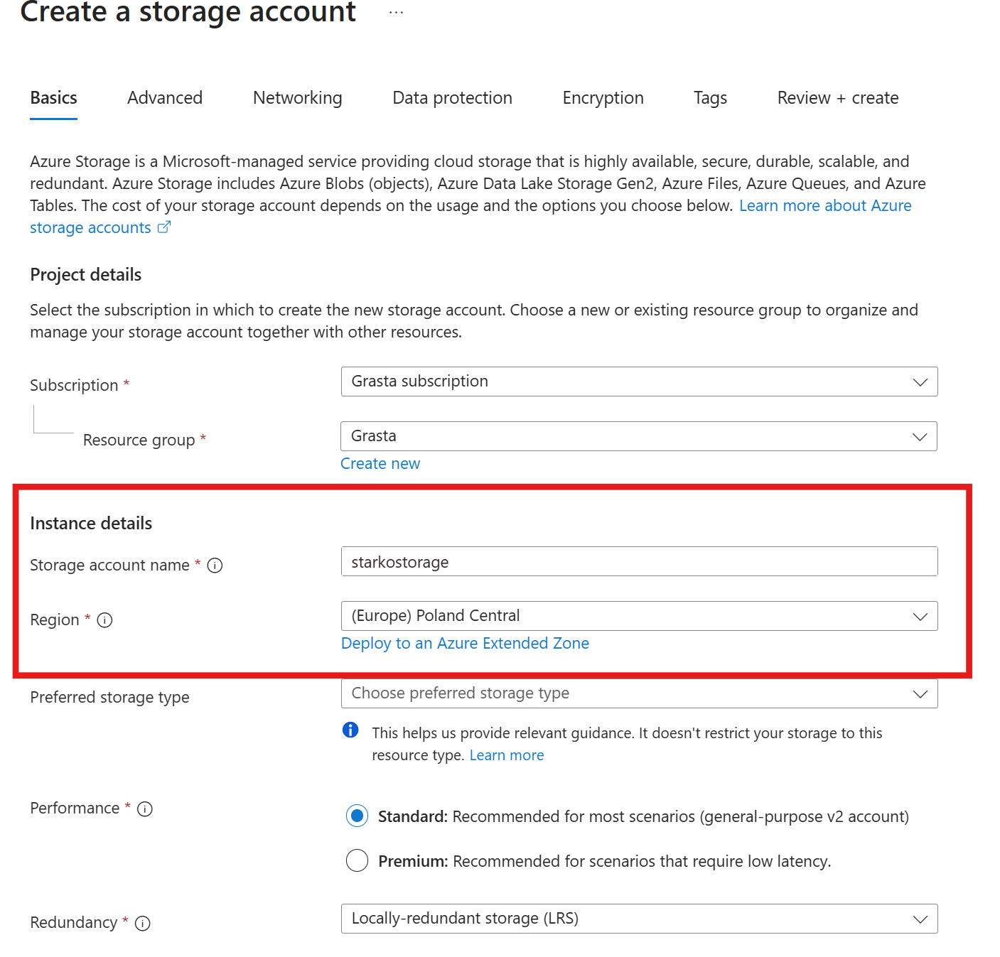 Create a storage account ...
Basics Advanced Networking Data protection Encryption Tags Review + create
Azure Storage is a Microsoft-managed service providing cloud storage that is highly available, secure, durable, scalable, and
redundant. Azure Storage includes Azure Blobs (objects), Azure Data Lake Storage Gen2, Azure Files, Azure Queues, and Azure
Tables. The cost of your storage account depends on the usage and the options you choose below. Learn more about Azure
storage accounts
Project details
Select the subscription in which to create the new storage account. Choose a new or existing resource group to organize and
manage your storage account together with other resources.
Subscription * Grasta subscription
Resource group * Grasta
Create new
Instance details
Storage account name * starkostorage
Region * (Europe) Poland Central
Deploy to an Azure Extended Zone
Preferred storage type Choose preferred storage type
This helps us provide relevant guidance. It doesn't restrict your storage to this
resource type. Learn more
Performance * Standard: Recommended for most scenarios (general-purpose v2 account)
Premium: Recommended for scenarios that require low latency.
Redundancy * Locally-redundant storage (LRS)